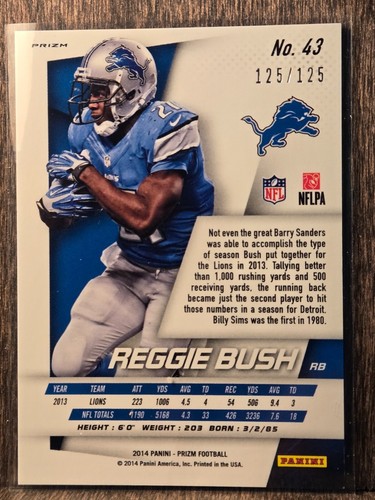 PRIZM
No. 43
125/125
NFL
NFLPA
Not even the great Barry Sanders
was able to accomplish the type
of season Bush put together for
the Lions in 2013. Tallying better
than 1,000 rushing yards and 500
receiving yards, the running back
became just the second player to hit
those numbers in a season for Detroit.
Billy Sims was the first in 1980.
REGGIE BUSH RB
YEAR TEAM ATT YDS AVG TD REC YDS AVG TD
2013 LIONS 223 1006 4.5 4 54 506 9.4 3
NFL TOTALS 1190 5168 4.3 33 426 3236 7.6 18
HEIGHT: 6'0" WEIGHT: 203 BORN: 3/2/85
2014 PANINI - PRIZM FOOTBALL
© 2014 Panini America, Inc. Printed in the USA.
PANINI